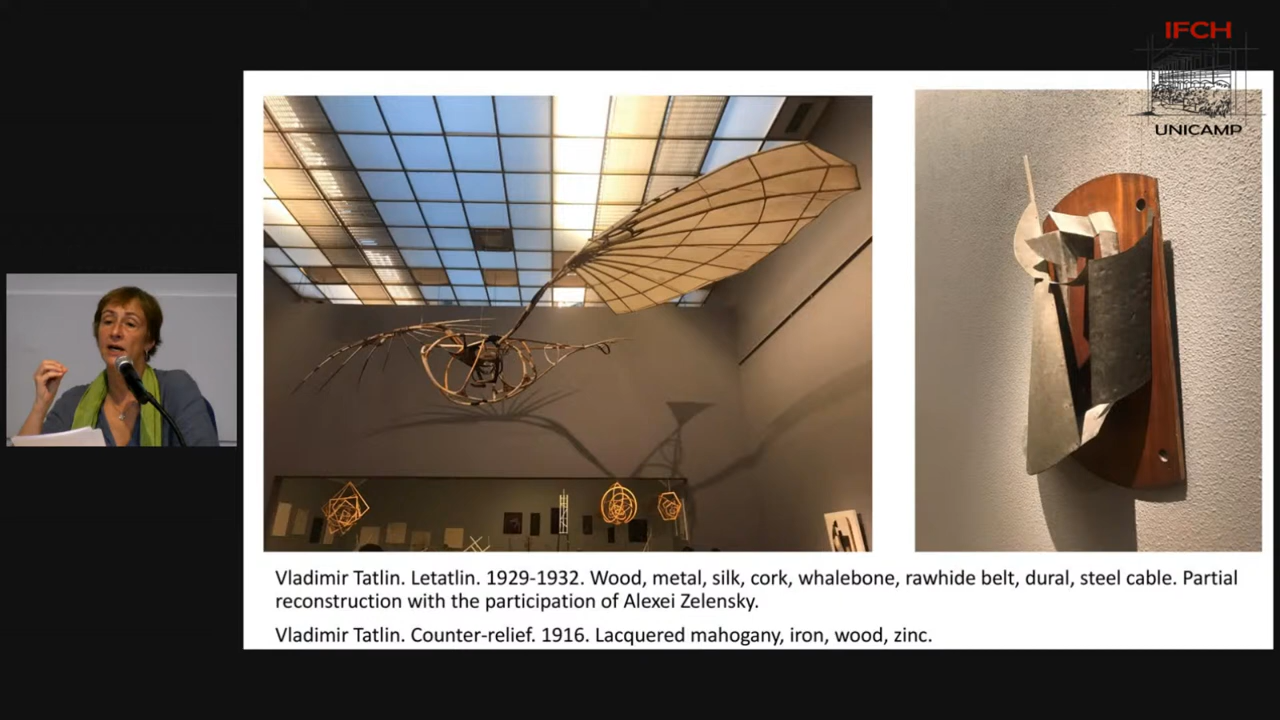 IFCH
UNICAMP
Vladimir Tatlin. Letatlin. 1929-1932. Wood, metal, silk, cork, whalebone, rawhide belt, dural, steel cable. Partial
reconstruction with the participation of Alexei Zelensky.
Vladimir Tatlin. Counter-relief. 1916. Lacquered mahogany, iron, wood, zinc.